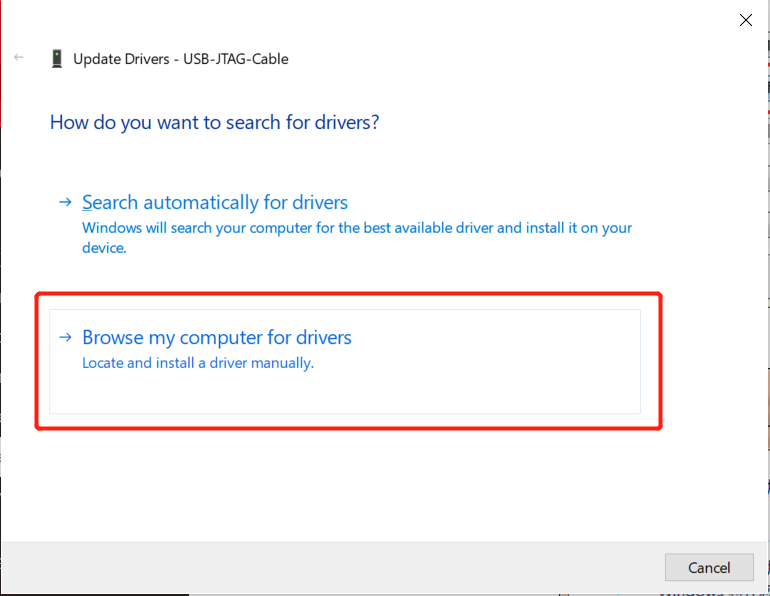 Update Drivers - USB-JTAG-Cable
How do you want to search for drivers?
Search automatically for drivers
Windows will search your computer for the best available driver and install it on your
device.
Browse my computer for drivers
Locate and install a driver manually.
Cancel